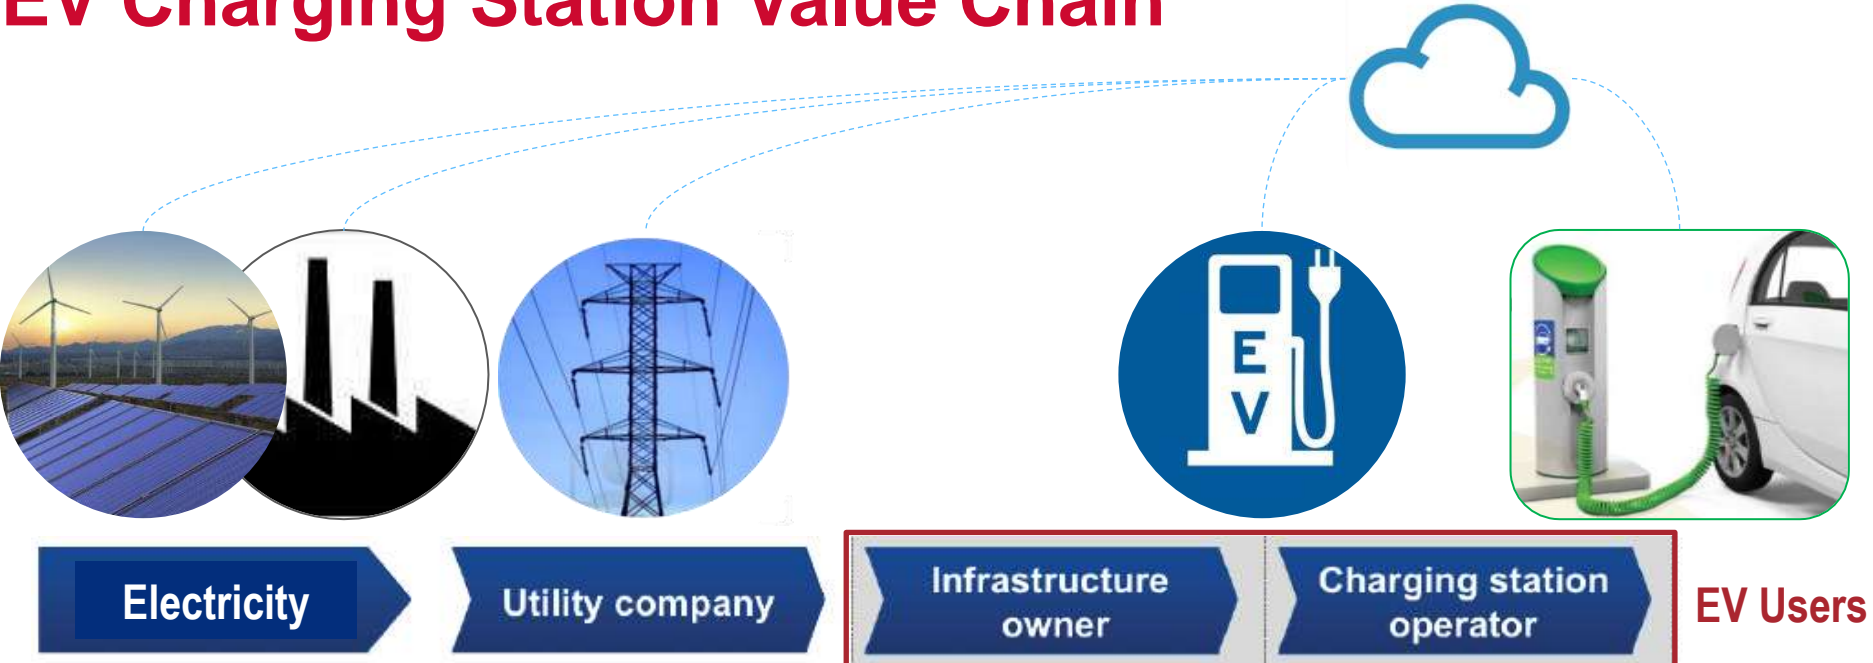 EV Charging Station Value Chain
E
V
Electricity
Utility company
Infrastructure
owner
Charging station
operator
EV Users